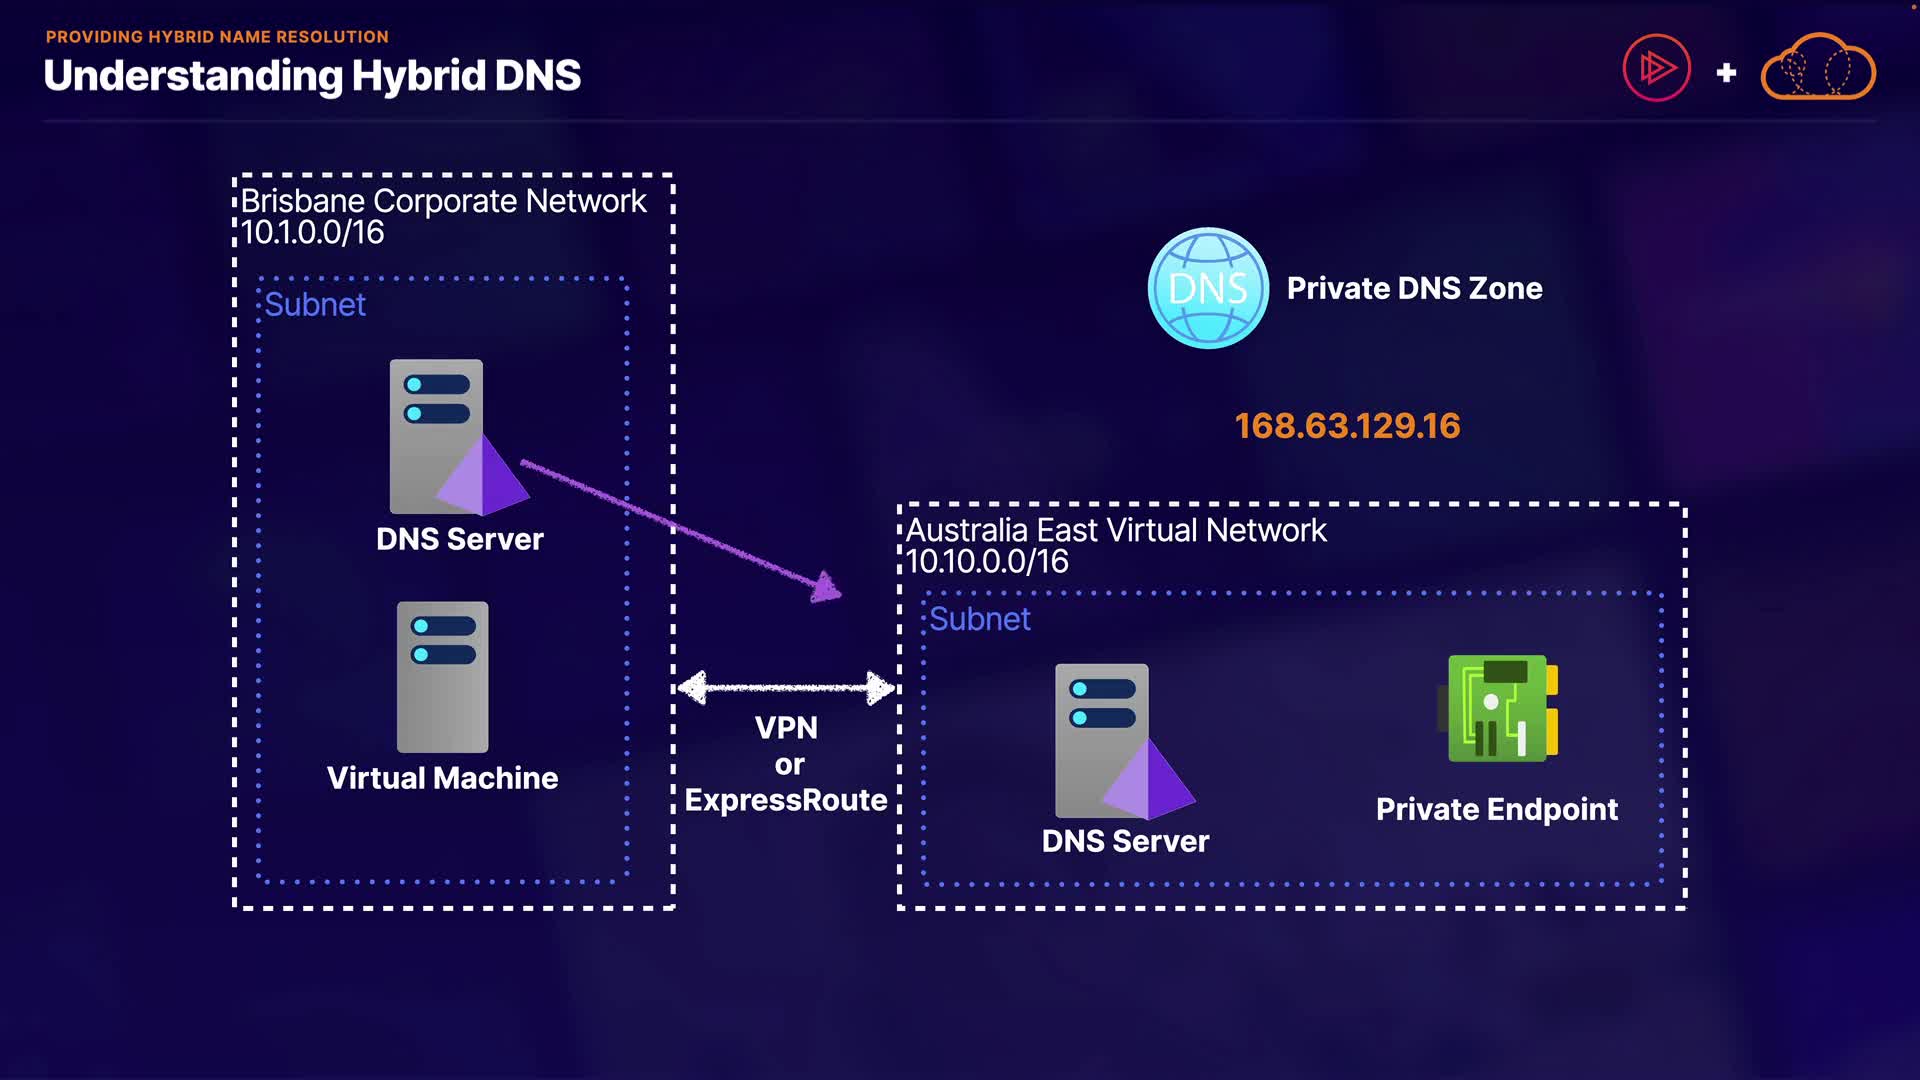 PROVIDING HYBRID NAME RESOLUTION
Understanding Hybrid DNS
Brisbane Corporate Network
10.1.0.0/16
Subnet
DNS Server
Virtual Machine
VPN
or
ExpressRoute
DNS
Private DNS Zone
168.63.129.16
Australia East Virtual Network
10.10.0.0/16
Subnet
DNS Server
Private Endpoint